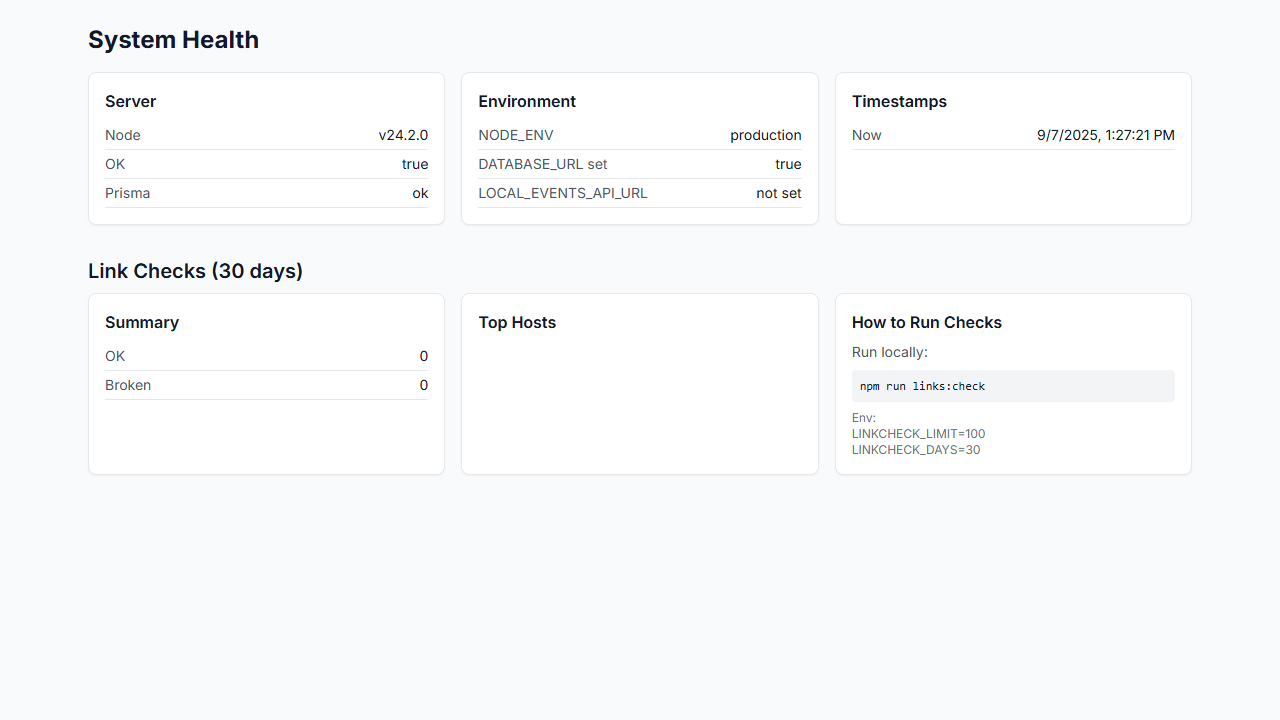 System Health
Server
Node v24.2.0
OK true
Prisma ok
Environment
NODE_ENV production
DATABASE_URL set true
LOCAL_EVENTS_API_URL not set
Timestamps
Now 9/7/2025, 1:27:21 PM
Link Checks (30 days)
Summary
OK 0
Broken 0
Top Hosts
How to Run Checks
Run locally:
npm run links:check
Env:
LINKCHECK_LIMIT=100
LINKCHECK_DAYS=30